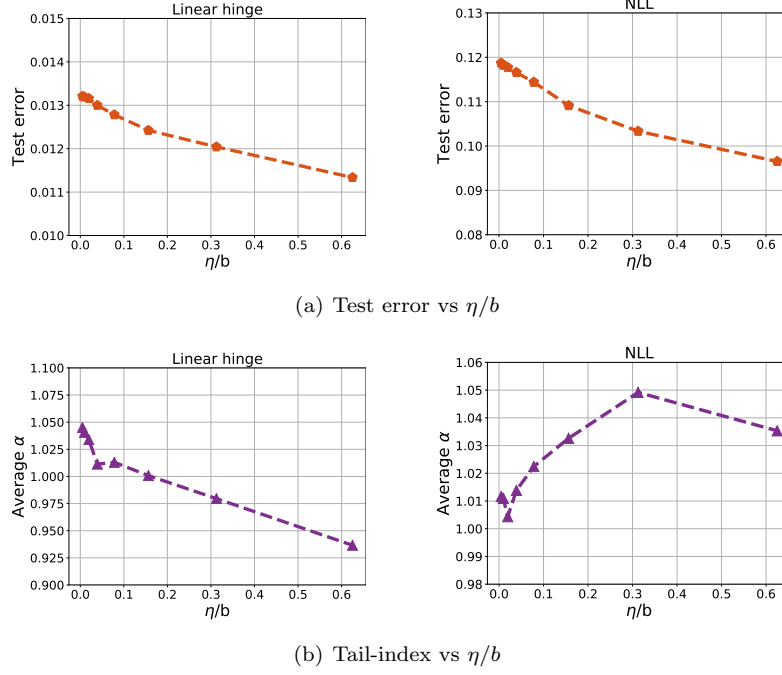 Linear hinge
0.015
0.014
0.013
0.012
0.011
0.010
Test error
0.0 0.1 0.2 0.3 0.4 0.5 0.6
η/b
NLL
0.13
0.12
0.11
0.10
0.09
0.08
Test error
0.0 0.1 0.2 0.3 0.4 0.5 0.6
η/b
(a) Test error vs η/b
Linear hinge
1.100
1.075
1.050
1.025
1.000
0.975
0.950
0.925
0.900
Average α
0.0 0.1 0.2 0.3 0.4 0.5 0.6
η/b
NLL
1.06
1.05
1.04
1.03
1.02
1.01
1.00
0.99
0.98
Average α
0.0 0.1 0.2 0.3 0.4 0.5 0.6
η/b
(b) Tail-index vs η/b